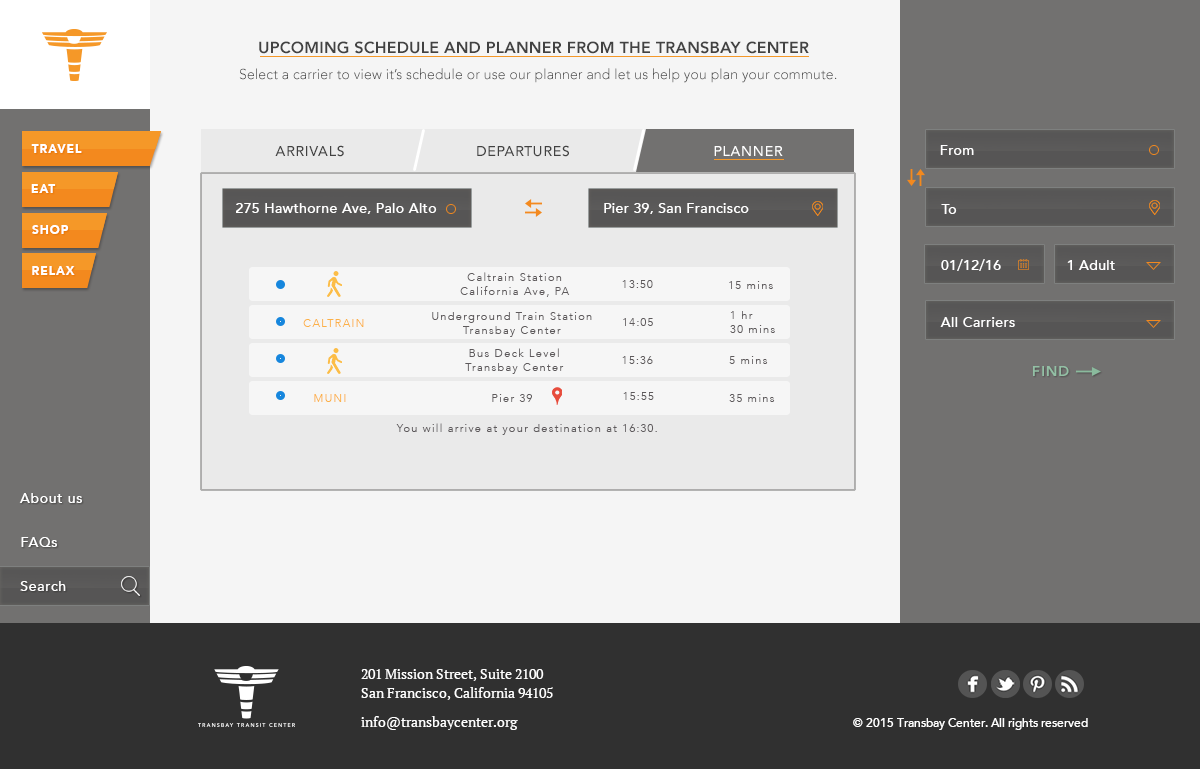 UPCOMING SCHEDULE AND PLANNER FROM THE TRANSBAY CENTER
Select a carrier to view it's schedule or use our planner and let us help you plan your commute.
TRAVEL
EAT
SHOP
RELAX
About us
FAQs
Search
ARRIVALS
DEPARTURES
PLANNER
275 Hawthorne Ave, Palo Alto
Pier 39, San Francisco
Caltrain Station
California Ave, PA
13:50
15 mins
CALTRAIN
Underground Train Station
Transbay Center
14:05
1 hr
30 mins
Bus Deck Level
Transbay Center
15:36
5 mins
MUNI
Pier 39
15:55
35 mins
You will arrive at your destination at 16:30.
From
To
01/12/16
1 Adult
All Carriers
FIND
TRANSBAY TRANSIT CENTER
201 Mission Street, Suite 2100
San Francisco, California 94105
info@transbaycenter.org
© 2015 Transbay Center. All rights reserved